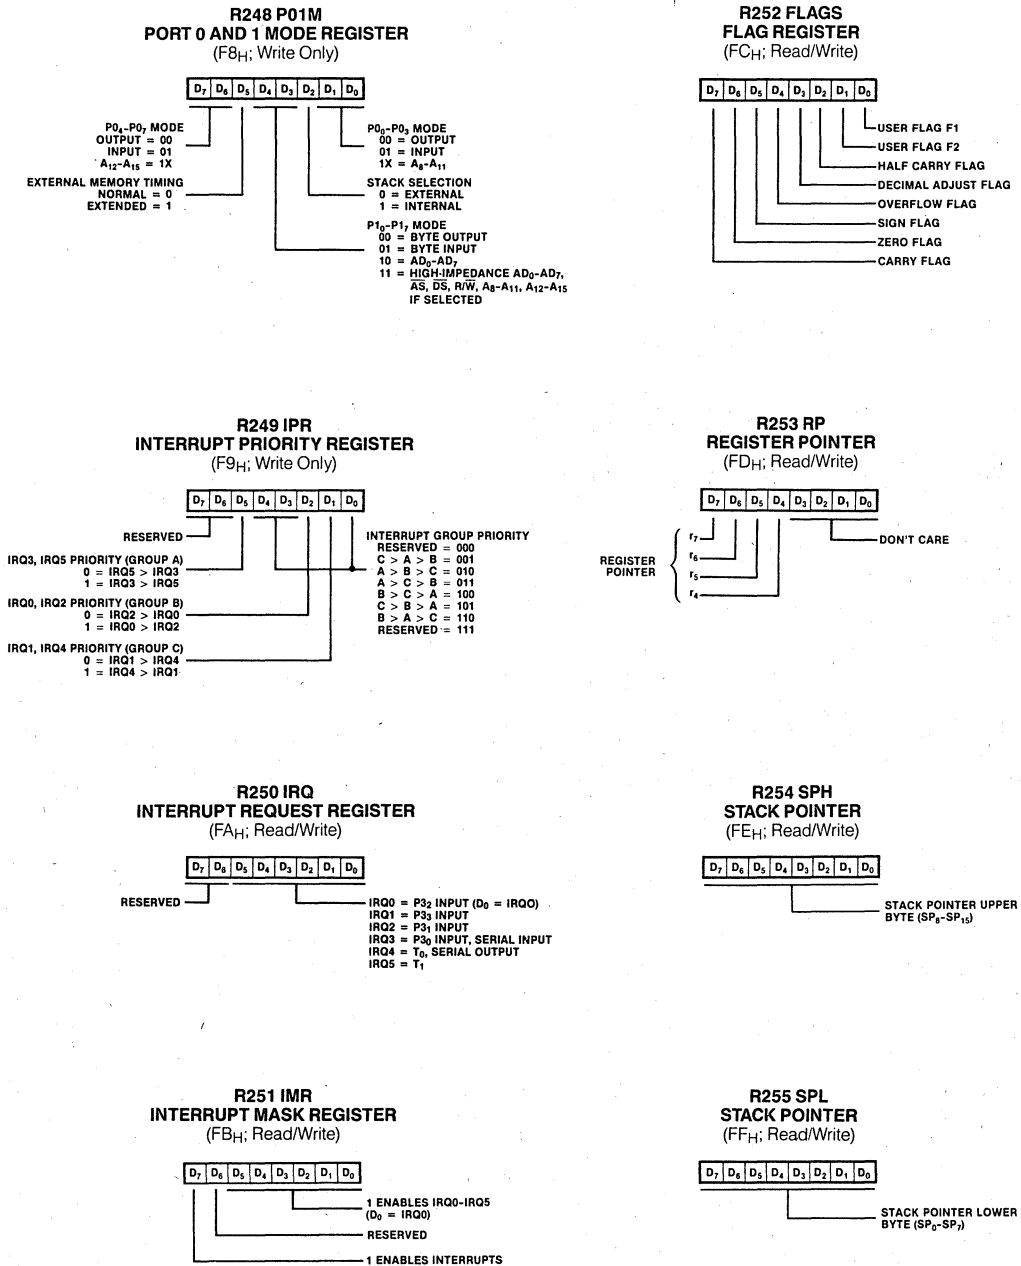 R248 P01M
PORT 0 AND 1 MODE REGISTER
(F8H; Write Only)
D7 D6 D5 D4 D3 D2 D1 D0
P04-P07 MODE
OUTPUT = 00
INPUT = 01
A12-A15 = 1X
EXTERNAL MEMORY TIMING
NORMAL = 0
EXTENDED = 1
P00-P03 MODE
00 = OUTPUT
01 = INPUT
1X = A8-A11
STACK SELECTION
0 = EXTERNAL
1 = INTERNAL
P10-P17 MODE
00 = BYTE OUTPUT
01 = BYTE INPUT
10 = AD0-AD7
11 = HIGH-IMPEDANCE AD0-AD7,
A̅S̅, D̅S̅, R/W̅, A8-A11, A12-A15
IF SELECTED
R252 FLAGS
FLAG REGISTER
(FCH; Read/Write)
D7 D6 D5 D4 D3 D2 D1 D0
USER FLAG F1
USER FLAG F2
HALF CARRY FLAG
DECIMAL ADJUST FLAG
OVERFLOW FLAG
SIGN FLAG
ZERO FLAG
CARRY FLAG
R249 IPR
INTERRUPT PRIORITY REGISTER
(F9H; Write Only)
D7 D6 D5 D4 D3 D2 D1 D0
RESERVED
IRQ3, IRQ5 PRIORITY (GROUP A)
0 = IRQ5 > IRQ3
1 = IRQ3 > IRQ5
IRQ0, IRQ2 PRIORITY (GROUP B)
0 = IRQ2 > IRQ0
1 = IRQ0 > IRQ2
IRQ1, IRQ4 PRIORITY (GROUP C)
0 = IRQ1 > IRQ4
1 = IRQ4 > IRQ1
INTERRUPT GROUP PRIORITY
RESERVED = 000
C > A > B = 001
A > B > C = 010
A > C > B = 011
B > C > A = 100
C > B > A = 101
B > A > C = 110
RESERVED = 111
R253 RP
REGISTER POINTER
(FDH; Read/Write)
D7 D6 D5 D4 D3 D2 D1 D0
REGISTER
POINTER
r7
r6
r5
r4
DON'T CARE
R250 IRQ
INTERRUPT REQUEST REGISTER
(FAH; Read/Write)
D7 D6 D5 D4 D3 D2 D1 D0
RESERVED
IRQ0 = P32 INPUT (D0 = IRQO)
IRQ1 = P33 INPUT
IRQ2 = P31 INPUT
IRQ3 = P30 INPUT, SERIAL INPUT
IRQ4 = T0, SERIAL OUTPUT
IRQ5 = T1
R254 SPH
STACK POINTER
(FEH; Read/Write)
D7 D6 D5 D4 D3 D2 D1 D0
STACK POINTER UPPER
BYTE (SP8-SP15)
R251 IMR
INTERRUPT MASK REGISTER
(FBH; Read/Write)
D7 D6 D5 D4 D3 D2 D1 D0
1 ENABLES IRQ0-IRQ5
(D0 = IRQ0)
RESERVED
1 ENABLES INTERRUPTS
R255 SPL
STACK POINTER
(FFH; Read/Write)
D7 D6 D5 D4 D3 D2 D1 D0
STACK POINTER LOWER
BYTE (SP0-SP7)